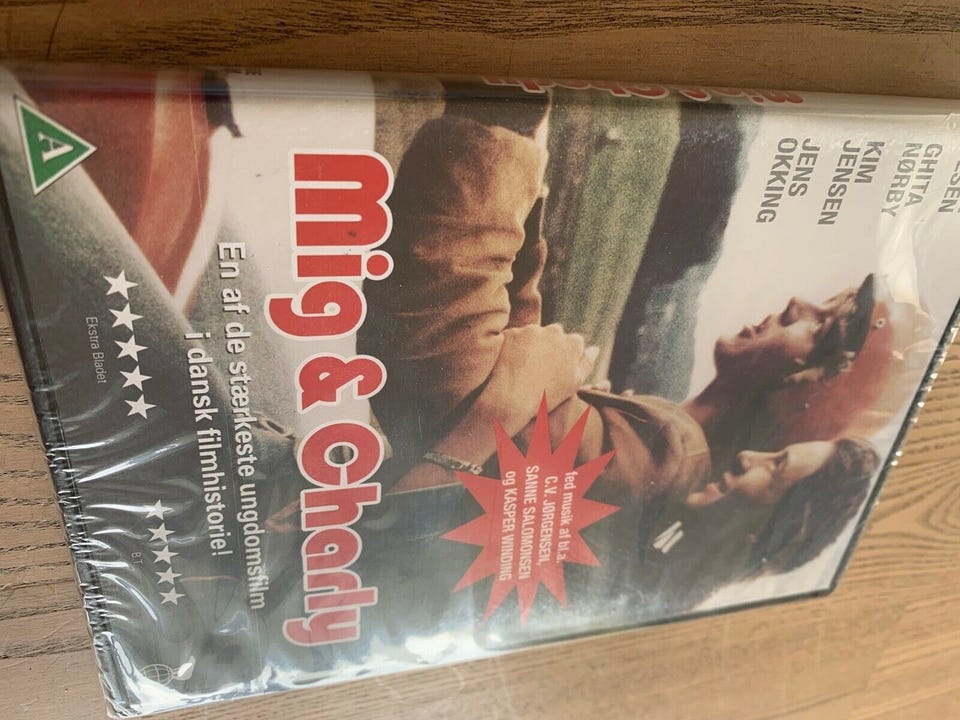 GHITA
NØRBY
KIM
JENSEN
JENS
OKKING
fed musik af bl.a.
C.V. JØRGENSEN,
SANNE SALOMONSEN
og KASPER WINDING
Mig & Charly
En af de stærkeste ungdomsfilm
i dansk filmhistorie!
Ekstra Bladet
B.T
A